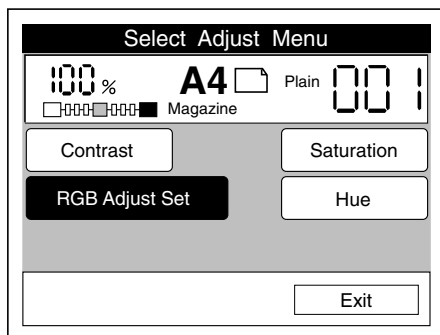 Select Adjust Menu
100 % A4 Plain 001
Magazine
Contrast Saturation
RGB Adjust Set Hue
Exit